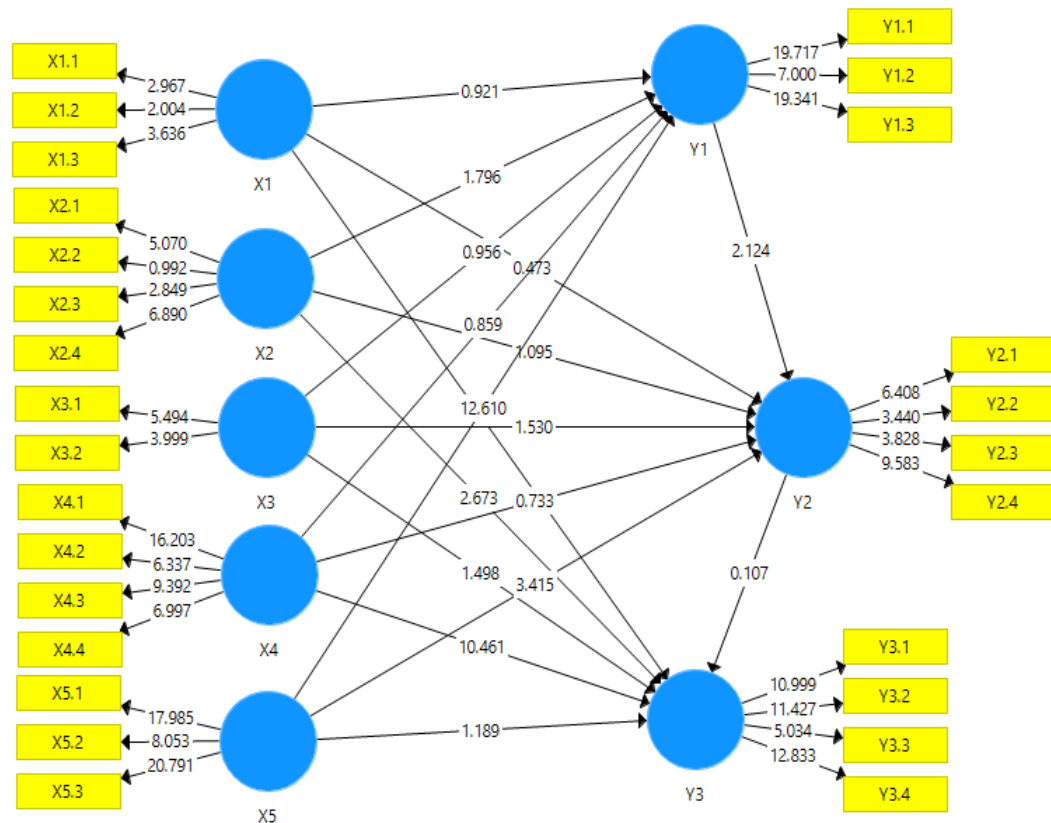 X1.1
X1.2
X1.3
2.967
2.004
3.636
X1
X2.1
X2.2
X2.3
X2.4
5.070
0.992
2.849
6.890
X2
X3.1
X3.2
5.494
3.999
X3
X4.1
X4.2
X4.3
X4.4
16.203
6.337
9.392
6.997
X4
X5.1
X5.2
X5.3
17.985
8.053
20.791
X5
0.921
1.796
0.956
0.473
0.859
1.095
12.610
1.530
2.673
0.733
1.498
3.415
10.461
1.189
Y1
19.717
7.000
19.341
Y1.1
Y1.2
Y1.3
2.124
Y2
6.408
3.440
3.828
9.583
Y2.1
Y2.2
Y2.3
Y2.4
0.107
Y3
10.999
11.427
5.034
12.833
Y3.1
Y3.2
Y3.3
Y3.4